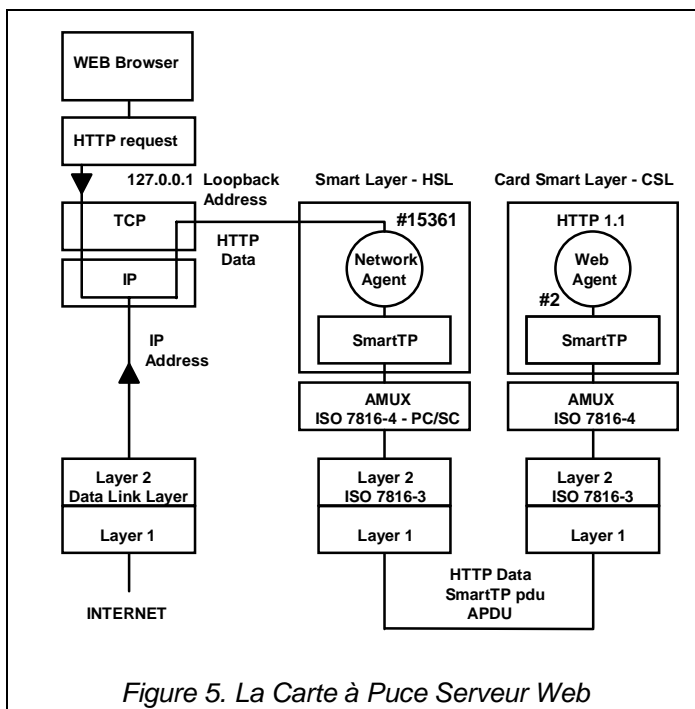 WEB Browser
HTTP request
127.0.0.1 Loopback
Address
TCP
HTTP
Data
IP
IP
Address
Layer 2
Data Link Layer
Layer 1
INTERNET
Smart Layer - HSL
#15361
Network
Agent
SmartTP
AMUX
ISO 7816-4 - PC/SC
Layer 2
ISO 7816-3
Layer 1
Card Smart Layer - CSL
HTTP 1.1
Web
Agent
#2
SmartTP
AMUX
ISO 7816-4
Layer 2
ISO 7816-3
Layer 1
HTTP Data
SmartTP pdu
APDU
Figure 5. La Carte à Puce Serveur Web